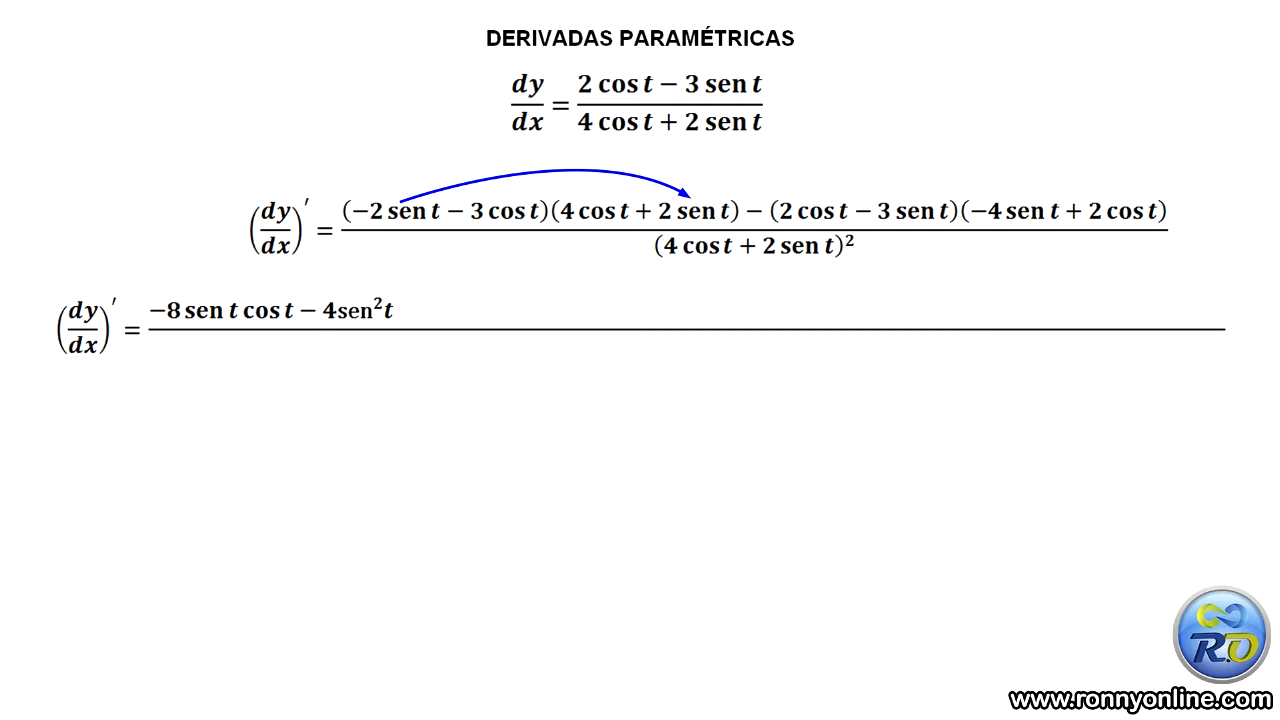 DERIVADAS PARAMÉTRICAS
dy/dx = (2 cos t − 3 sen t)/(4 cos t + 2 sen t)
(dy/dx)′ = ((−2 sen t − 3 cos t)(4 cos t + 2 sen t) − (2 cos t − 3 sen t)(−4 sen t + 2 cos t))/(4 cos t + 2 sen t)²
(dy/dx)′ = −8 sen t cos t − 4sen²t
R.O
www.ronnyonline.com